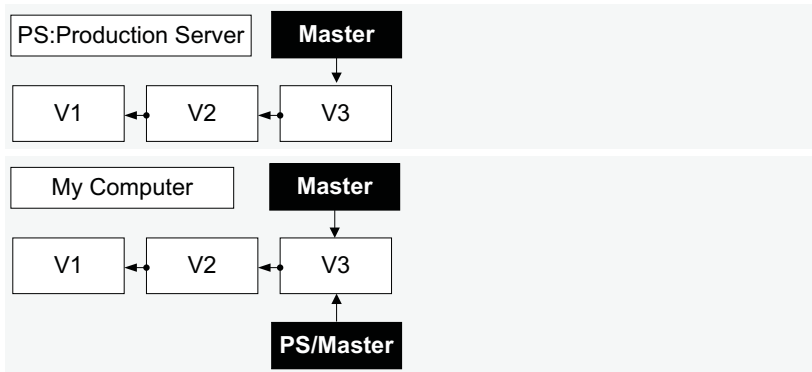 PS:Production Server
Master
V1
V2
V3
My Computer
Master
V1
V2
V3
PS/Master